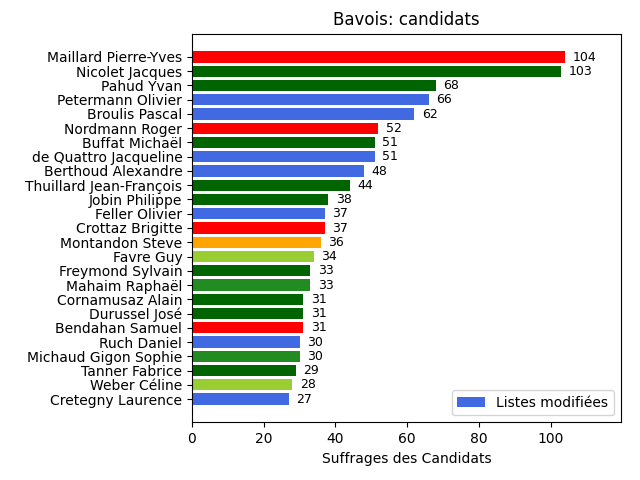 Bavois: candidats
Maillard Pierre-Yves 104
Nicolet Jacques 103
Pahud Yvan 68
Petermann Olivier 66
Broulis Pascal 62
Nordmann Roger 52
Buffat Michaël 51
de Quattro Jacqueline 51
Berthoud Alexandre 48
Thuillard Jean-François 44
Jobin Philippe 38
Feller Olivier 37
Crottaz Brigitte 37
Montandon Steve 36
Favre Guy 34
Freymond Sylvain 33
Mahaim Raphaël 33
Cornamusaz Alain 31
Durussel José 31
Bendahan Samuel 31
Ruch Daniel 30
Michaud Gigon Sophie 30
Tanner Fabrice 29
Weber Céline 28
Cretegny Laurence 27
Listes modifiées
0 20 40 60 80 100
Suffrages des Candidats